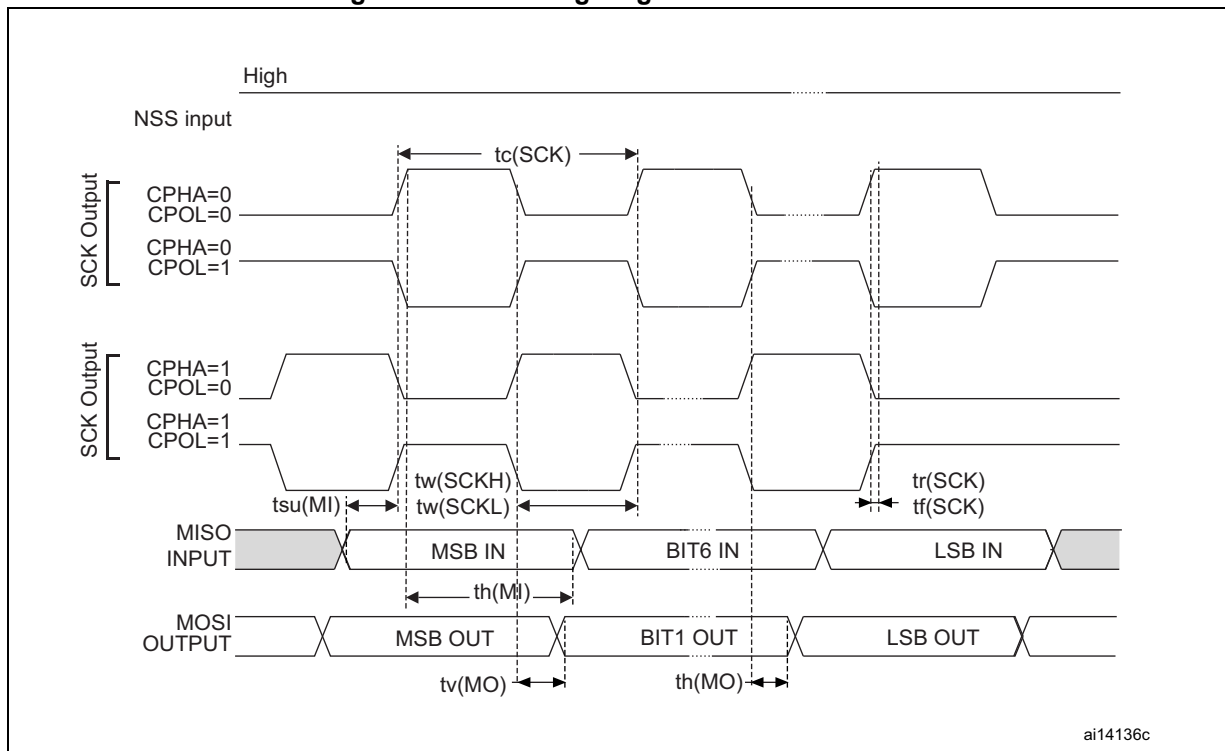 High
NSS input
tc(SCK)
SCK Output
CPHA=0
CPOL=0
CPHA=0
CPOL=1
SCK Output
CPHA=1
CPOL=0
CPHA=1
CPOL=1
tw(SCKH)
tw(SCKL)
tr(SCK)
tf(SCK)
tsu(MI)
MISO
INPUT
MSB IN
BIT6 IN
LSB IN
th(MI)
MOSI
OUTPUT
MSB OUT
BIT1 OUT
LSB OUT
tv(MO)
th(MO)
ai14136c